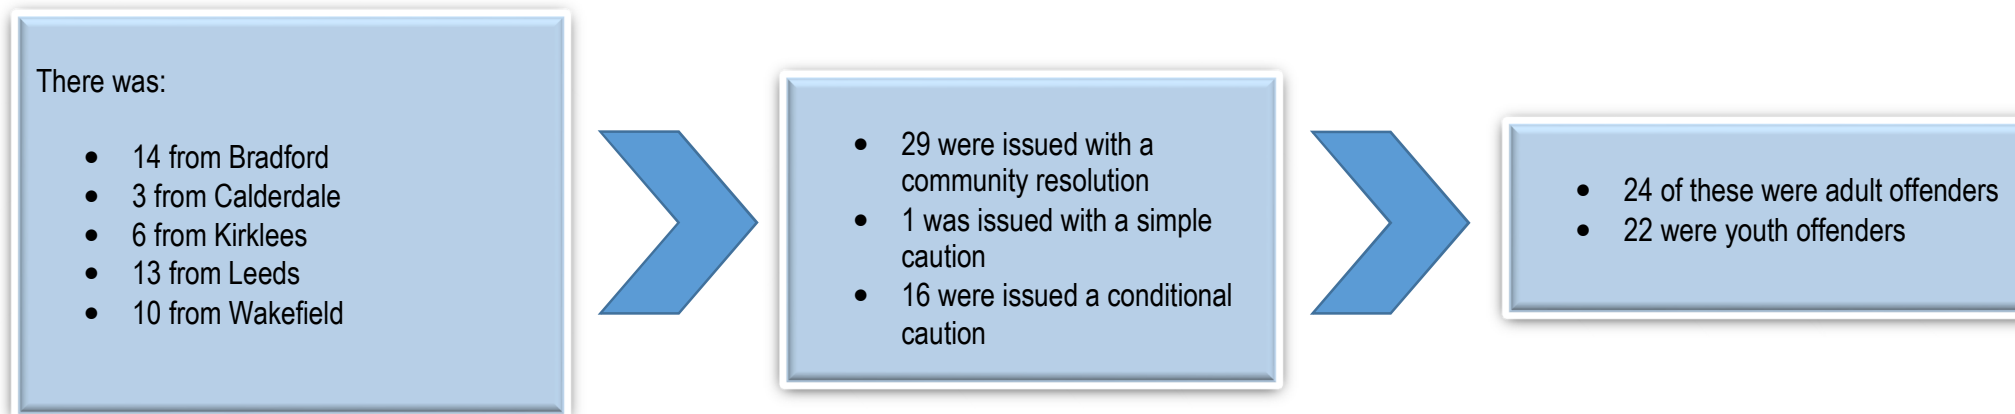 There was:
• 14 from Bradford
• 3 from Calderdale
• 6 from Kirklees
• 13 from Leeds
• 10 from Wakefield
• 29 were issued with a
community resolution
• 1 was issued with a simple
caution
• 16 were issued a conditional
caution
• 24 of these were adult offenders
• 22 were youth offenders